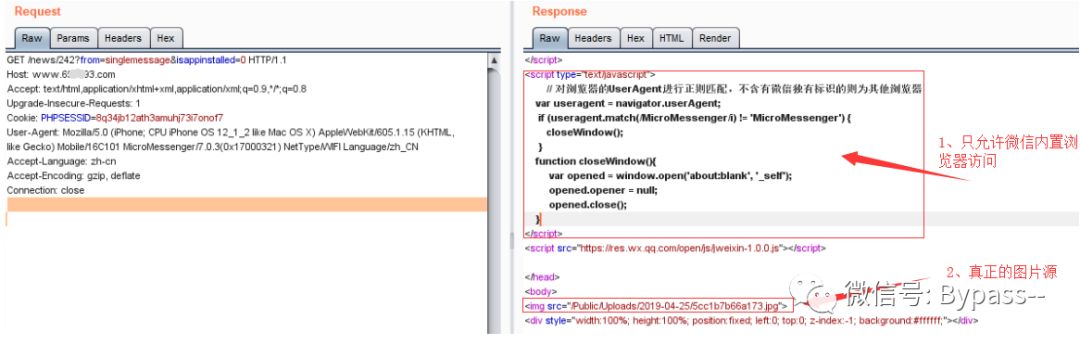 Request
Raw Params Headers Hex
GET /news/242?from=singlemessage&isappinstalled=0 HTTP/1.1
Host: www.6 93.com
Accept: text/html,application/xhtml+xml,application/xml;q=0.9,*/*;q=0.8
Upgrade-Insecure-Requests: 1
Cookie: PHPSESSID=8q34jb12ath3amuhj73i7onof7
User-Agent: Mozilla/5.0 (iPhone; CPU iPhone OS 12_1_2 like Mac OS X) AppleWebKit/605.1.15 (KHTML,
like Gecko) Mobile/16C101 MicroMessenger/7.0.3(0x17000321) NetType/WIFI Language/zh_CN
Accept-Language: zh-cn
Accept-Encoding: gzip, deflate
Connection: close
Response
Raw Headers Hex HTML Render
</script>
<script type="text/javascript">
// 对浏览器的UserAgent进行正则匹配，不含有微信独有标识的则为其他浏览器
var useragent = navigator.userAgent;
if (useragent.match(/MicroMessenger/i) != 'MicroMessenger') {
closeWindow();
}
function closeWindow(){
var opened = window.open('about:blank', '_self');
opened.opener = null;
opened.close();
}
</script>
<script src="https://res.wx.qq.com/open/js/jweixin-1.0.0.js"></script>
</head>
<body>
<img src="/Public/Uploads/2019-04-25/5cc1b7b66a173.jpg">
<div style="width:100%; height:100%; position:fixed; left:0; top:0; z-index:-1; background:#ffffff;"></div>
1、只允许微信内置浏
览器访问
2、真正的图片源
微信号: Bypass--